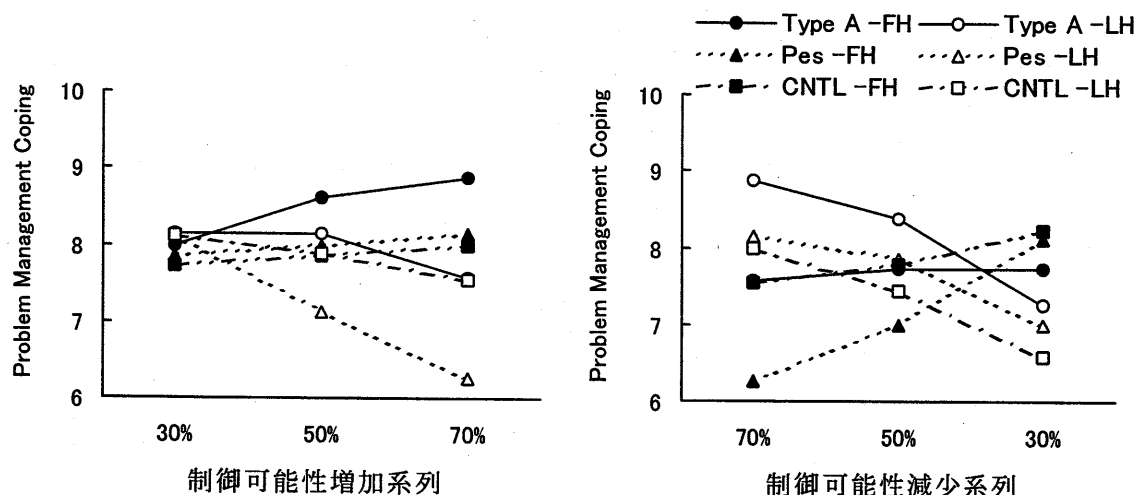 Type A −FH
Type A −LH
Pes −FH
Pes −LH
CNTL −FH
CNTL −LH
Problem Management Coping
10
9
8
7
6
30%
50%
70%
制御可能性増加系列
Problem Management Coping
10
9
8
7
6
70%
50%
30%
制御可能性減少系列